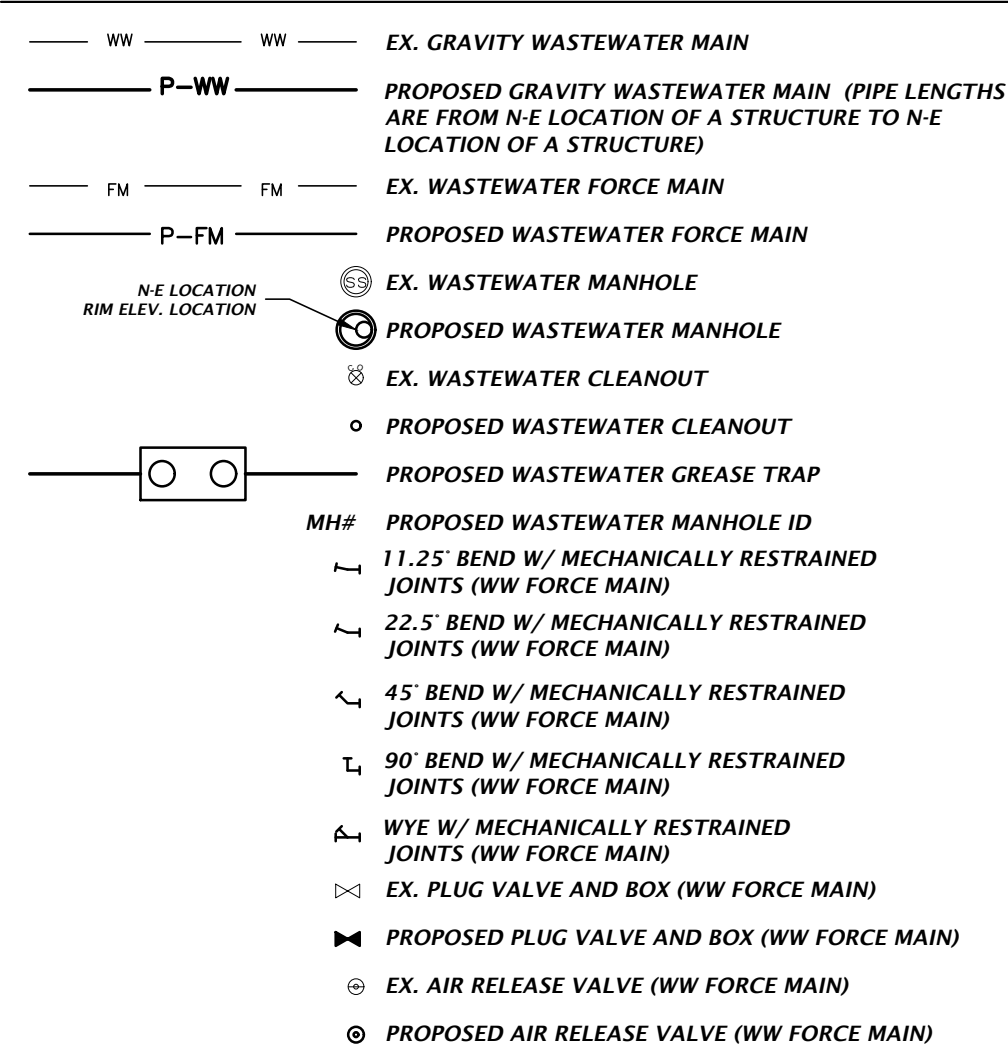 WW WW EX. GRAVITY WASTEWATER MAIN
P-WW PROPOSED GRAVITY WASTEWATER MAIN (PIPE LENGTHS
ARE FROM N-E LOCATION OF A STRUCTURE TO N-E
LOCATION OF A STRUCTURE)
FM FM EX. WASTEWATER FORCE MAIN
P-FM PROPOSED WASTEWATER FORCE MAIN
SS EX. WASTEWATER MANHOLE
N-E LOCATION
RIM ELEV. LOCATION
PROPOSED WASTEWATER MANHOLE
EX. WASTEWATER CLEANOUT
PROPOSED WASTEWATER CLEANOUT
PROPOSED WASTEWATER GREASE TRAP
MH# PROPOSED WASTEWATER MANHOLE ID
11.25° BEND W/ MECHANICALLY RESTRAINED
JOINTS (WW FORCE MAIN)
22.5° BEND W/ MECHANICALLY RESTRAINED
JOINTS (WW FORCE MAIN)
45° BEND W/ MECHANICALLY RESTRAINED
JOINTS (WW FORCE MAIN)
90° BEND W/ MECHANICALLY RESTRAINED
JOINTS (WW FORCE MAIN)
WYE W/ MECHANICALLY RESTRAINED
JOINTS (WW FORCE MAIN)
EX. PLUG VALVE AND BOX (WW FORCE MAIN)
PROPOSED PLUG VALVE AND BOX (WW FORCE MAIN)
EX. AIR RELEASE VALVE (WW FORCE MAIN)
PROPOSED AIR RELEASE VALVE (WW FORCE MAIN)